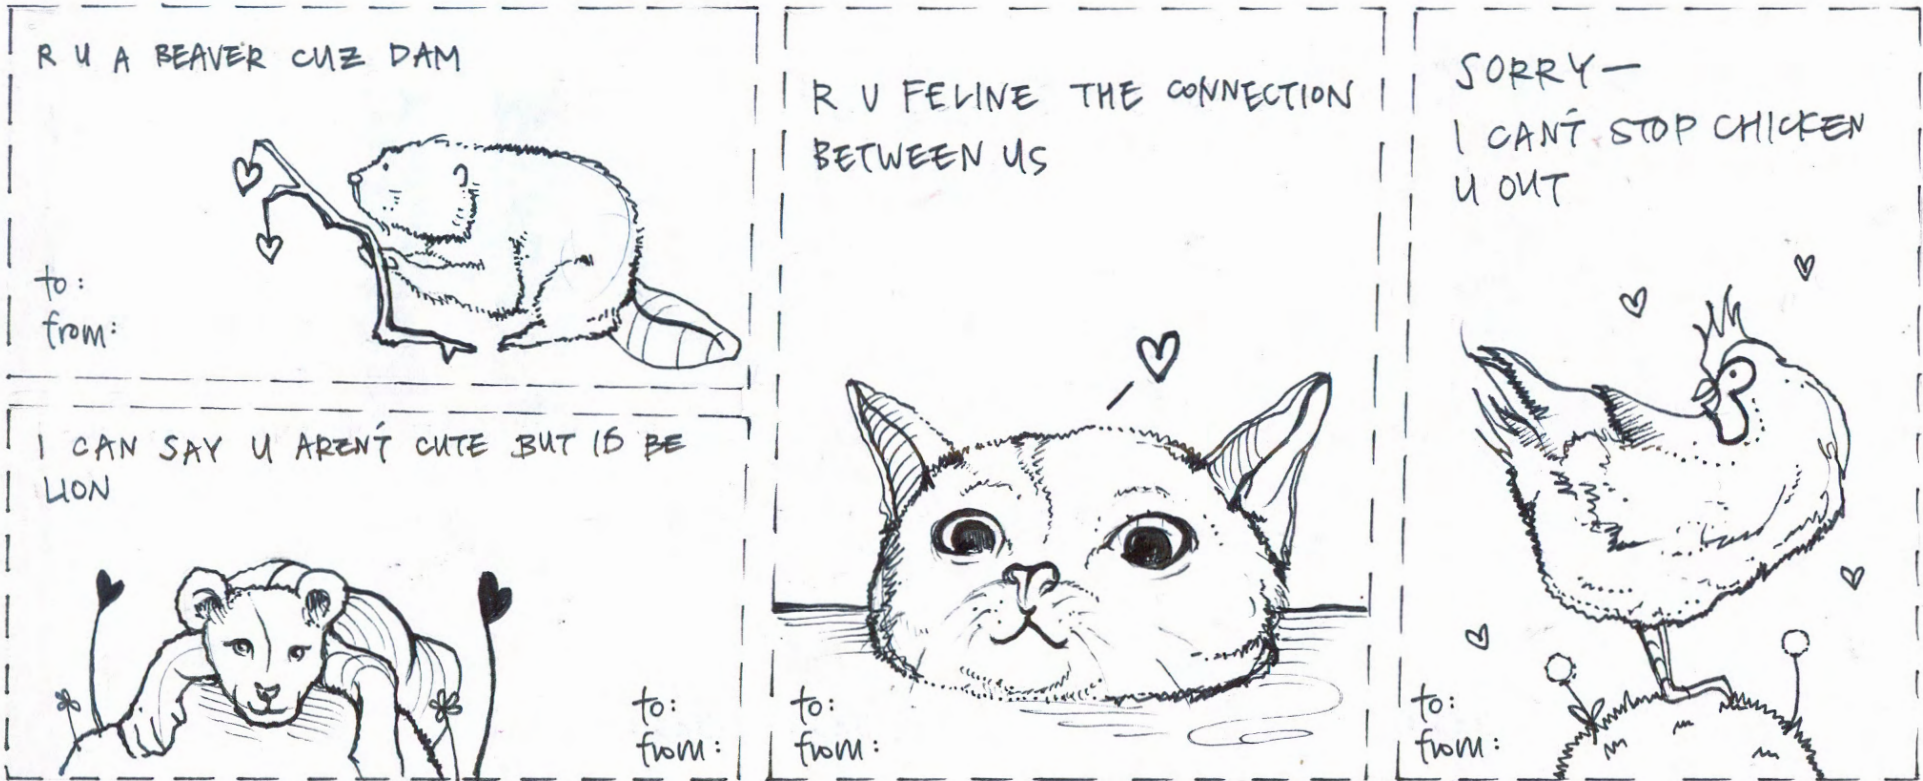 R U A BEAVER CUZ DAM
to:
from:
I CAN SAY U AREN'T CUTE BUT I'D BE
LION
to:
from:
R U FELINE THE CONNECTION
BETWEEN US
to:
from:
SORRY—
I CAN'T STOP CHICKEN
U OUT
to:
from: